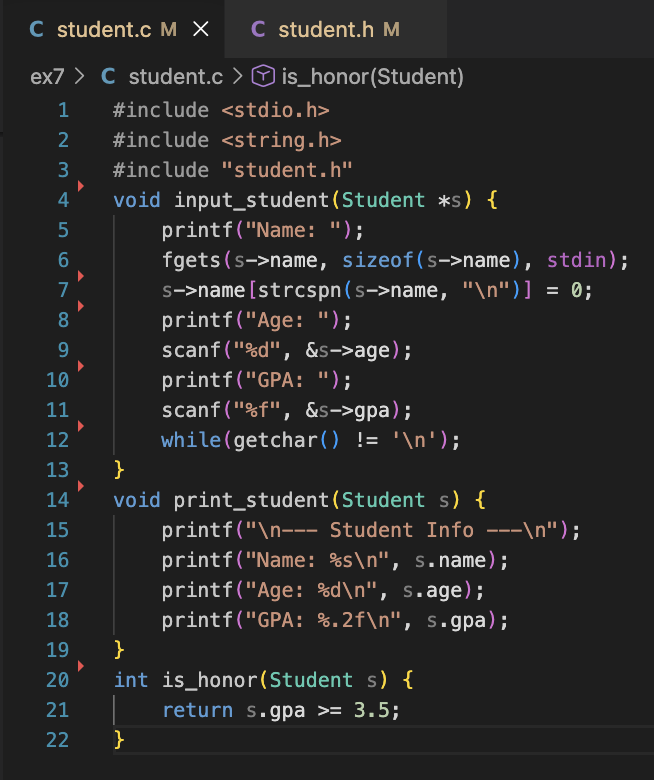 C student.c M ×
C student.h M
ex7 > C student.c > is_honor(Student)
1 #include <stdio.h>
2 #include <string.h>
3 #include "student.h"
4 void input_student(Student *s) {
5     printf("Name: ");
6     fgets(s->name, sizeof(s->name), stdin);
7     s->name[strcspn(s->name, "\n")] = 0;
8     printf("Age: ");
9     scanf("%d", &s->age);
10     printf("GPA: ");
11     scanf("%f", &s->gpa);
12     while(getchar() != '\n');
13 }
14 void print_student(Student s) {
15     printf("\n--- Student Info ---\n");
16     printf("Name: %s\n", s.name);
17     printf("Age: %d\n", s.age);
18     printf("GPA: %.2f\n", s.gpa);
19 }
20 int is_honor(Student s) {
21     return s.gpa >= 3.5;
22 }